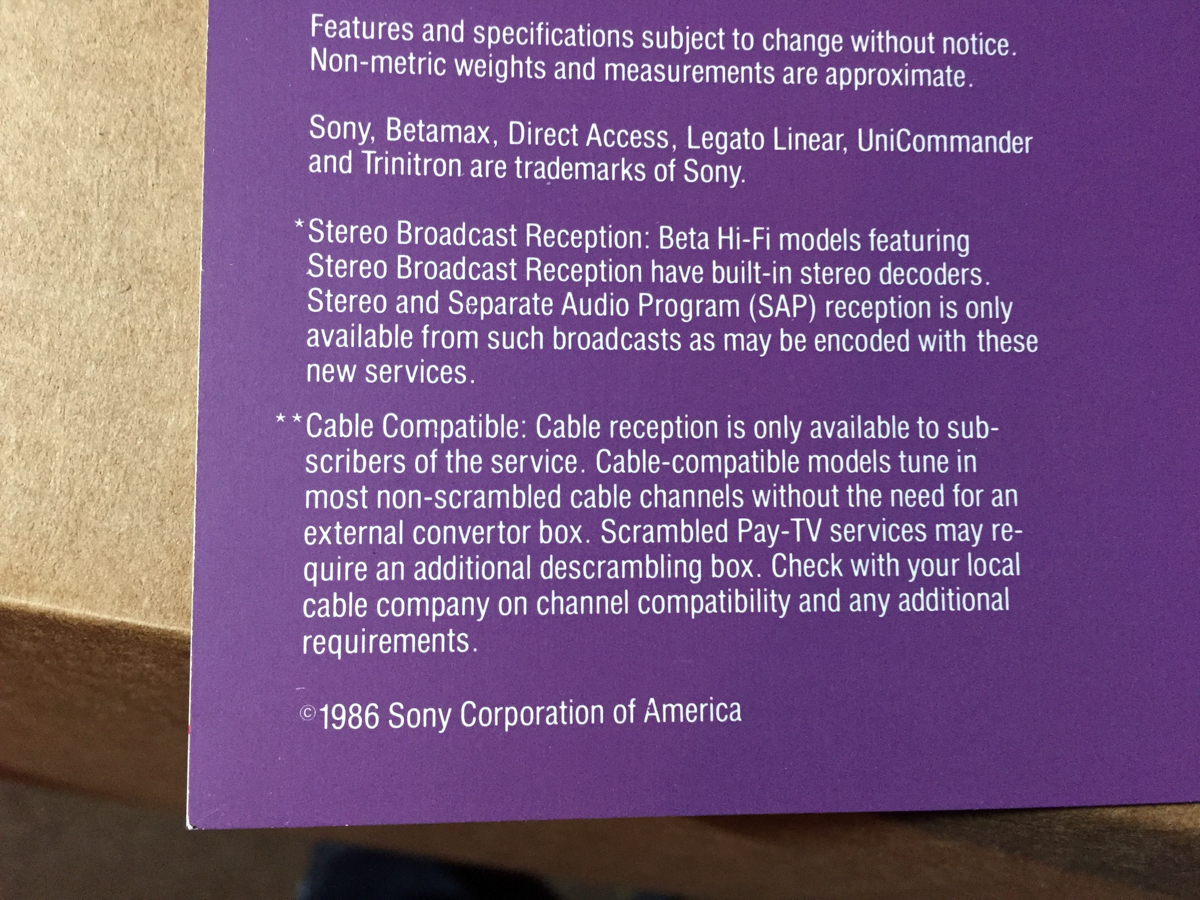 Features and specifications subject to change without notice.
Non-metric weights and measurements are approximate.
Sony, Betamax, Direct Access, Legato Linear, UniCommander
and Trinitron are trademarks of Sony.
*Stereo Broadcast Reception: Beta Hi-Fi models featuring
Stereo Broadcast Reception have built-in stereo decoders.
Stereo and Separate Audio Program (SAP) reception is only
available from such broadcasts as may be encoded with these
new services.
**Cable Compatible: Cable reception is only available to sub-
scribers of the service. Cable-compatible models tune in
most non-scrambled cable channels without the need for an
external convertor box. Scrambled Pay-TV services may re-
quire an additional descrambling box. Check with your local
cable company on channel compatibility and any additional
requirements.
©1986 Sony Corporation of America